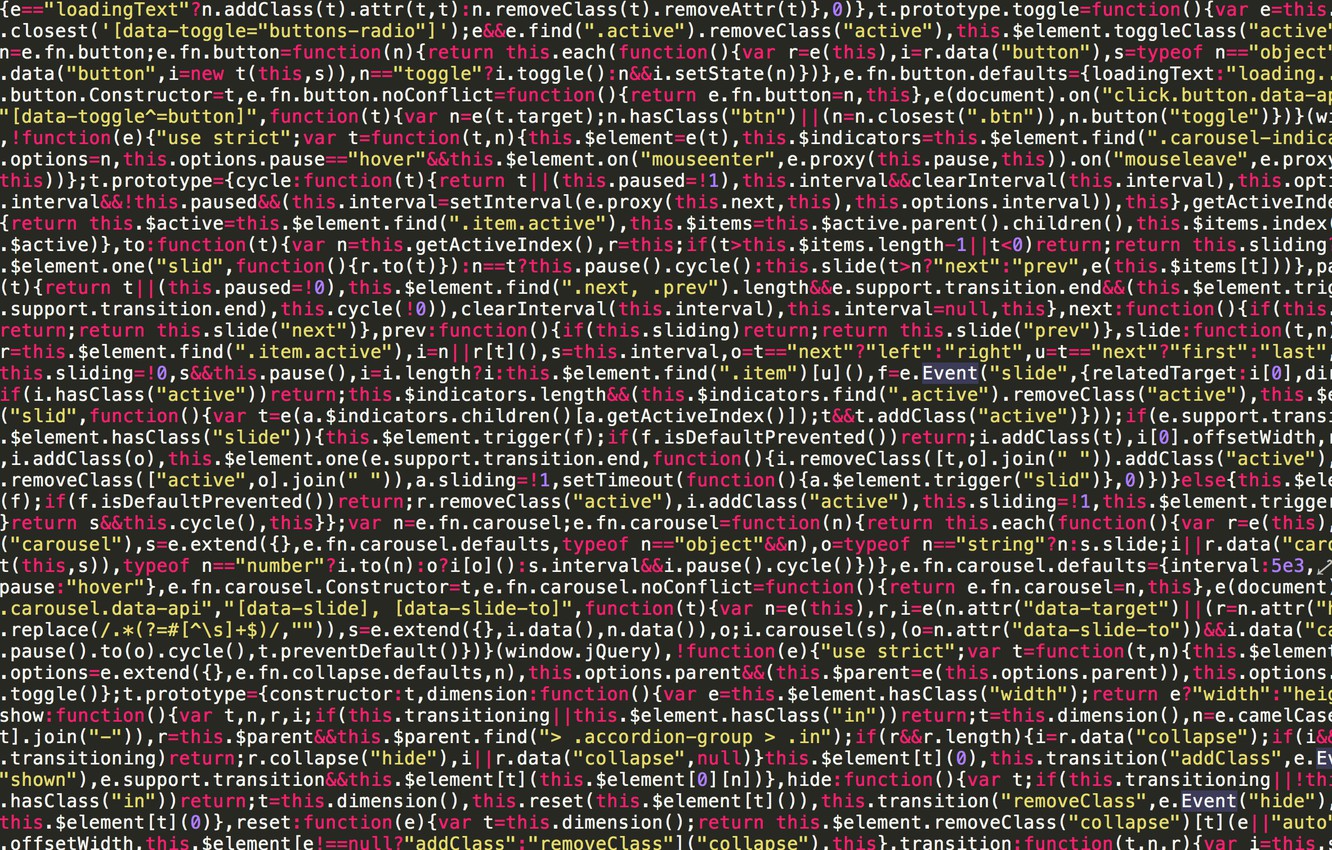 {e=="loadingText"?n.addClass(t).attr(t,t):n.removeClass(t).removeAttr(t)},0)},t.prototype.toggle=function(){var e=this.
.closest('[data-toggle="buttons-radio"]');e&&e.find(".active").removeClass("active"),this.$element.toggleClass("active"
n=e.fn.button;e.fn.button=function(n){return this.each(function(){var r=e(this),i=r.data("button"),s=typeof n=="object"
.data("button",i=new t(this,s)),n=="toggle"?i.toggle():n&&i.setState(n)})},e.fn.button.defaults={loadingText:"loading..
.button.Constructor=t,e.fn.button.noConflict=function(){return e.fn.button=n,this},e(document).on("click.button.data-ap
"[data-toggle^=button]",function(t){var n=e(t.target);n.hasClass("btn")||(n=n.closest(".btn")),n.button("toggle")})}(wi
,!function(e){"use strict";var t=function(t,n){this.$element=e(t),this.$indicators=this.$element.find(".carousel-indica
.options=n,this.options.pause=="hover"&&this.$element.on("mouseenter",e.proxy(this.pause,this)).on("mouseleave",e.proxy
this))};t.prototype={cycle:function(t){return t||(this.paused=!1),this.interval&&clearInterval(this.interval),this.opti
.interval&&!this.paused&&(this.interval=setInterval(e.proxy(this.next,this),this.options.interval)),this},getActiveInde
{return this.$active=this.$element.find(".item.active"),this.$items=this.$active.parent().children(),this.$items.index(
.$active)},to:function(t){var n=this.getActiveIndex(),r=this;if(t>this.$items.length-1||t<0)return;return this.sliding?
.$element.one("slid",function(){r.to(t)}):n==t?this.pause().cycle():this.slide(t>n?"next":"prev",e(this.$items[t]))},pa
(t){return t||(this.paused=!0),this.$element.find(".next, .prev").length&&e.support.transition.end&&(this.$element.trig
.support.transition.end),this.cycle(!0)),clearInterval(this.interval),this.interval=null,this},next:function(){if(this.
return;return this.slide("next")},prev:function(){if(this.sliding)return;return this.slide("prev")},slide:function(t,n)
r=this.$element.find(".item.active"),i=n||r[t](),s=this.interval,o=t=="next"?"left":"right",u=t=="next"?"first":"last",
this.sliding=!0,s&&this.pause(),i=i.length?i:this.$element.find(".item")[u](),f=e.Event("slide",{relatedTarget:i[0],dir
if(i.hasClass("active"))return;this.$indicators.length&&(this.$indicators.find(".active").removeClass("active"),this.$e
("slid",function(){var t=e(a.$indicators.children()[a.getActiveIndex()]);t&&t.addClass("active")}));if(e.support.transi
.$element.hasClass("slide")){this.$element.trigger(f);if(f.isDefaultPrevented())return;i.addClass(t),i[0].offsetWidth,r
,i.addClass(o),this.$element.one(e.support.transition.end,function(){i.removeClass([t,o].join(" ")).addClass("active"),
.removeClass(["active",o].join(" ")),a.sliding=!1,setTimeout(function(){a.$element.trigger("slid")},0)})}else{this.$ele
(f);if(f.isDefaultPrevented())return;r.removeClass("active"),i.addClass("active"),this.sliding=!1,this.$element.trigger
}return s&&this.cycle(),this}};var n=e.fn.carousel;e.fn.carousel=function(n){return this.each(function(){var r=e(this),
("carousel"),s=e.extend({},e.fn.carousel.defaults,typeof n=="object"&&n),o=typeof n=="string"?n:s.slide;i||r.data("caro
t(this,s)),typeof n=="number"?i.to(n):o?i[o]():s.interval&&i.pause().cycle()})},e.fn.carousel.defaults={interval:5e3,
pause:"hover"},e.fn.carousel.Constructor=t,e.fn.carousel.noConflict=function(){return e.fn.carousel=n,this},e(document)
.carousel.data-api","[data-slide], [data-slide-to]",function(t){var n=e(this),r,i=e(n.attr("data-target")||(r=n.attr("h
.replace(/.*(?=#[^\s]+$)/,"")),s=e.extend({},i.data(),n.data()),o;i.carousel(s),(o=n.attr("data-slide-to"))&&i.data("ca
.pause().to(o).cycle(),t.preventDefault()})}(window.jQuery),!function(e){"use strict";var t=function(t,n){this.$element
.options=e.extend({},e.fn.collapse.defaults,n),this.options.parent&&(this.$parent=e(this.options.parent)),this.options.
.toggle()};t.prototype={constructor:t,dimension:function(){var e=this.$element.hasClass("width");return e?"width":"heig
show:function(){var t,n,r,i;if(this.transitioning||this.$element.hasClass("in"))return;t=this.dimension(),n=e.camelCase
t].join("-")),r=this.$parent&&this.$parent.find("> .accordion-group > .in");if(r&&r.length){i=r.data("collapse");if(i&&
.transitioning)return;r.collapse("hide"),i||r.data("collapse",null)}this.$element[t](0),this.transition("addClass",e.Ev
"shown"),e.support.transition&&this.$element[t](this.$element[0][n])},hide:function(){var t;if(this.transitioning||!thi
.hasClass("in"))return;t=this.dimension(),this.reset(this.$element[t]()),this.transition("removeClass",e.Event("hide"),
this.$element[t](0)},reset:function(e){var t=this.dimension();return this.$element.removeClass("collapse")[t](e||"auto"
.offsetWidth,this.$element[e!==null?"addClass":"removeClass"]("collapse"),this},transition:function(t,n,r){var i=this,s